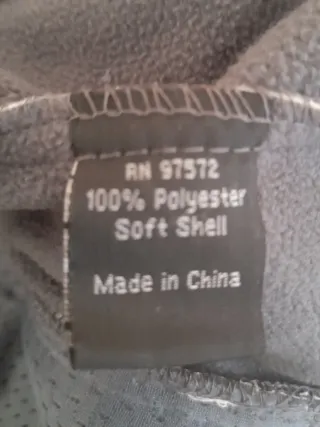 RN 97572
100% Polyester
Soft Shell
Made in China